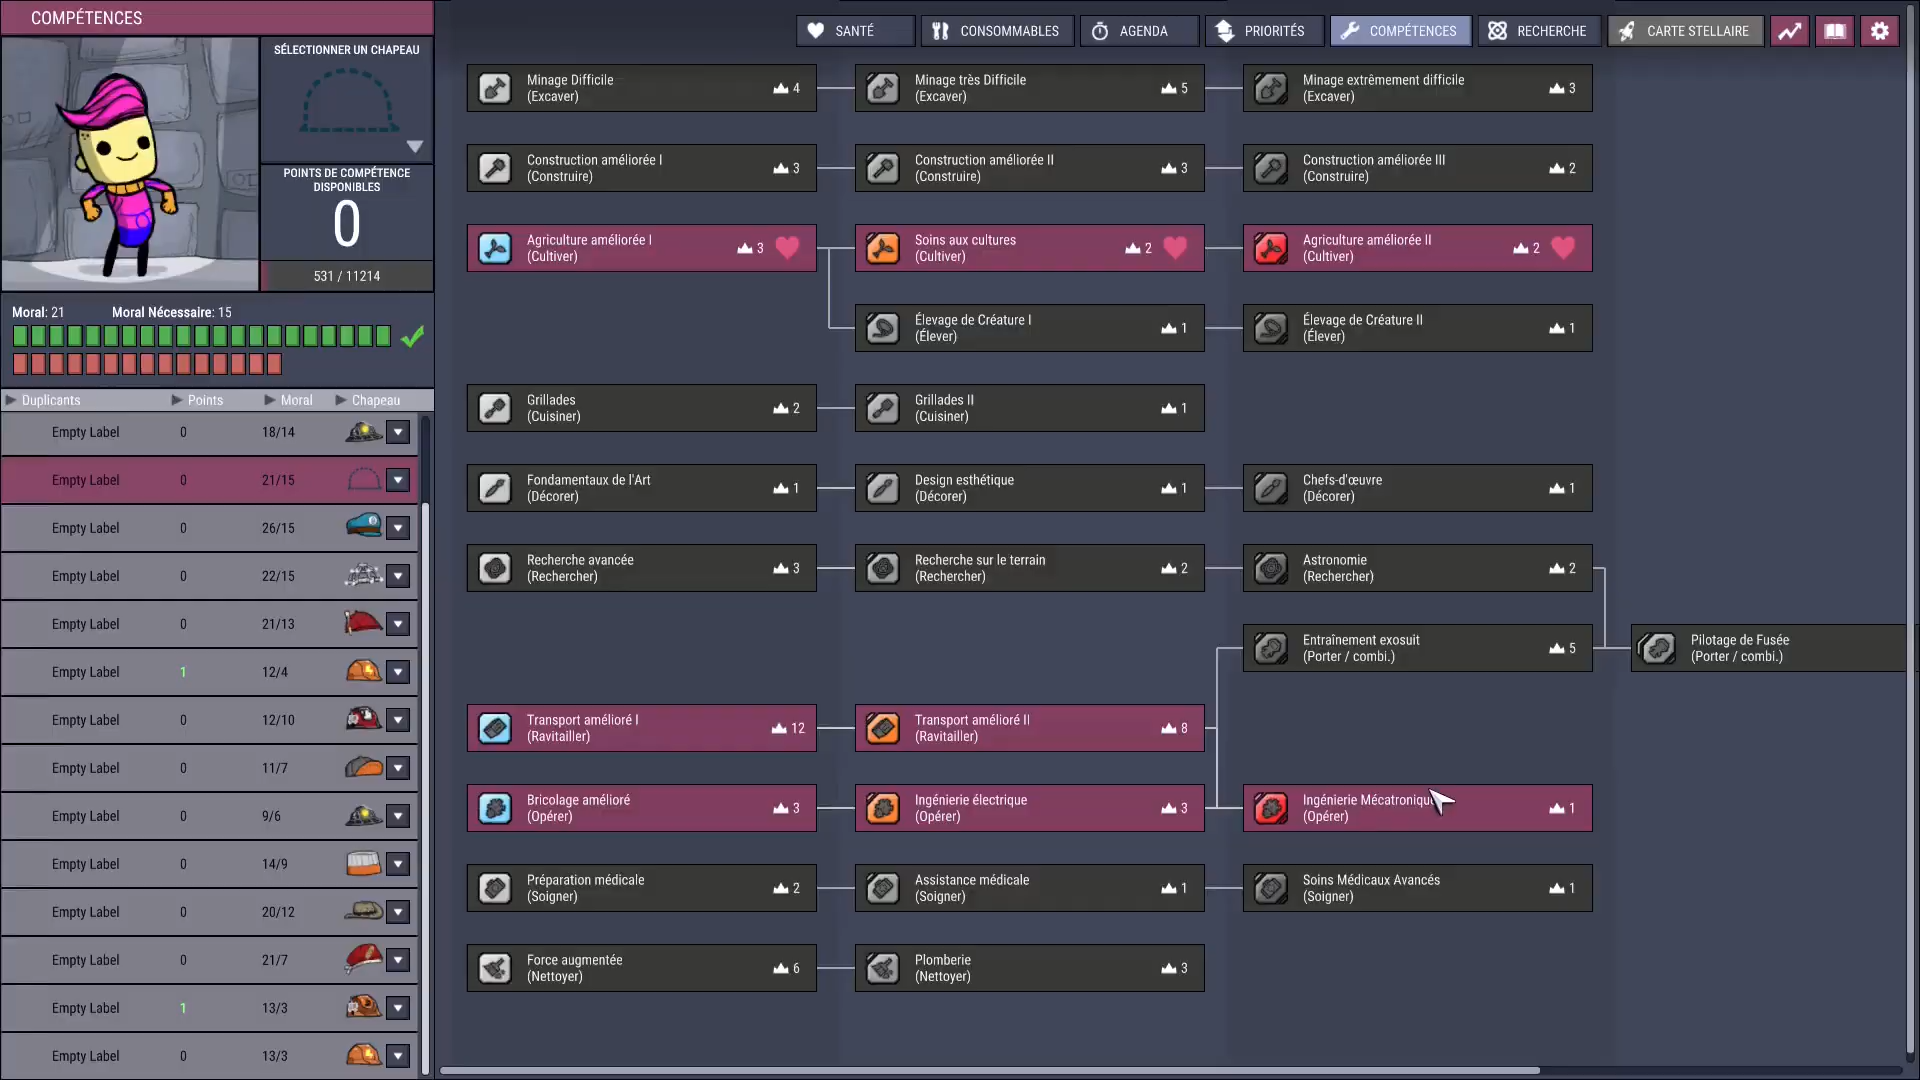 COMPÉTENCES
SÉLECTIONNER UN CHAPEAU
POINTS DE COMPÉTENCE
DISPONIBLES
0
531 / 11214
Moral: 21 Moral Nécessaire: 15
Duplicants Points Moral Chapeau
Empty Label 0 18/14
Empty Label 0 21/15
Empty Label 0 26/15
Empty Label 0 22/15
Empty Label 0 21/13
Empty Label 1 12/4
Empty Label 0 12/10
Empty Label 0 11/7
Empty Label 0 9/6
Empty Label 0 14/9
Empty Label 0 20/12
Empty Label 0 21/7
Empty Label 1 13/3
Empty Label 0 13/3
SANTÉ CONSOMMABLES AGENDA PRIORITÉS COMPÉTENCES RECHERCHE CARTE STELLAIRE
Minage Difficile
(Excaver) 4
Minage très Difficile
(Excaver) 5
Minage extrêmement difficile
(Excaver) 3
Construction améliorée I
(Construire) 3
Construction améliorée II
(Construire) 3
Construction améliorée III
(Construire) 2
Agriculture améliorée I
(Cultiver) 3
Soins aux cultures
(Cultiver) 2
Agriculture améliorée II
(Cultiver) 2
Élevage de Créature I
(Élever) 1
Élevage de Créature II
(Élever) 1
Grillades
(Cuisiner) 2
Grillades II
(Cuisiner) 1
Fondamentaux de l'Art
(Décorer) 1
Design esthétique
(Décorer) 1
Chefs-d'œuvre
(Décorer) 1
Recherche avancée
(Rechercher) 3
Recherche sur le terrain
(Rechercher) 2
Astronomie
(Rechercher) 2
Entraînement exosuit
(Porter / combi.) 5
Pilotage de Fusée
(Porter / combi.)
Transport amélioré I
(Ravitailler) 12
Transport amélioré II
(Ravitailler) 8
Bricolage amélioré
(Opérer) 3
Ingénierie électrique
(Opérer) 3
Ingénierie Mécatronique
(Opérer) 1
Préparation médicale
(Soigner) 2
Assistance médicale
(Soigner) 1
Soins Médicaux Avancés
(Soigner) 1
Force augmentée
(Nettoyer) 6
Plomberie
(Nettoyer) 3